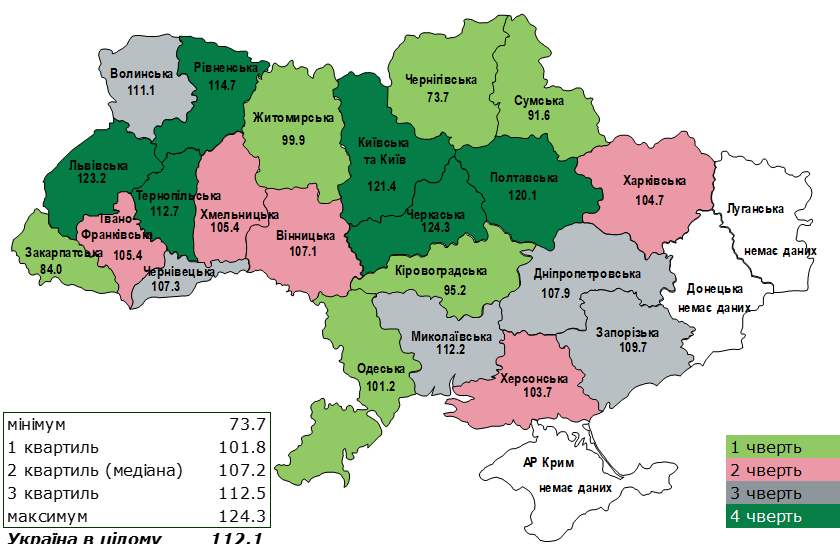 Волинська
111.1
Рівненська
114.7
Житомирська
99.9
Чернігівська
73.7
Сумська
91.6
Київська
та Київ
121.4
Львівська
123.2
Тернопільська
112.7
Хмельницька
105.4
Вінницька
107.1
Черкаська
124.3
Полтавська
120.1
Харківська
104.7
Луганська
немає даних
Івано-
Франківська
105.4
Закарпатська
84.0
Чернівецька
107.3
Кіровоградська
95.2
Дніпропетровська
107.9
Донецька
немає даних
Миколаївська
112.2
Запорізька
109.7
Одеська
101.2
Херсонська
103.7
АР Крим
немає даних
мінімум 73.7
1 квартиль 101.8
2 квартиль (медіана) 107.2
3 квартиль 112.5
максимум 124.3
Україна в цілому 112.1
1 чверть
2 чверть
3 чверть
4 чверть